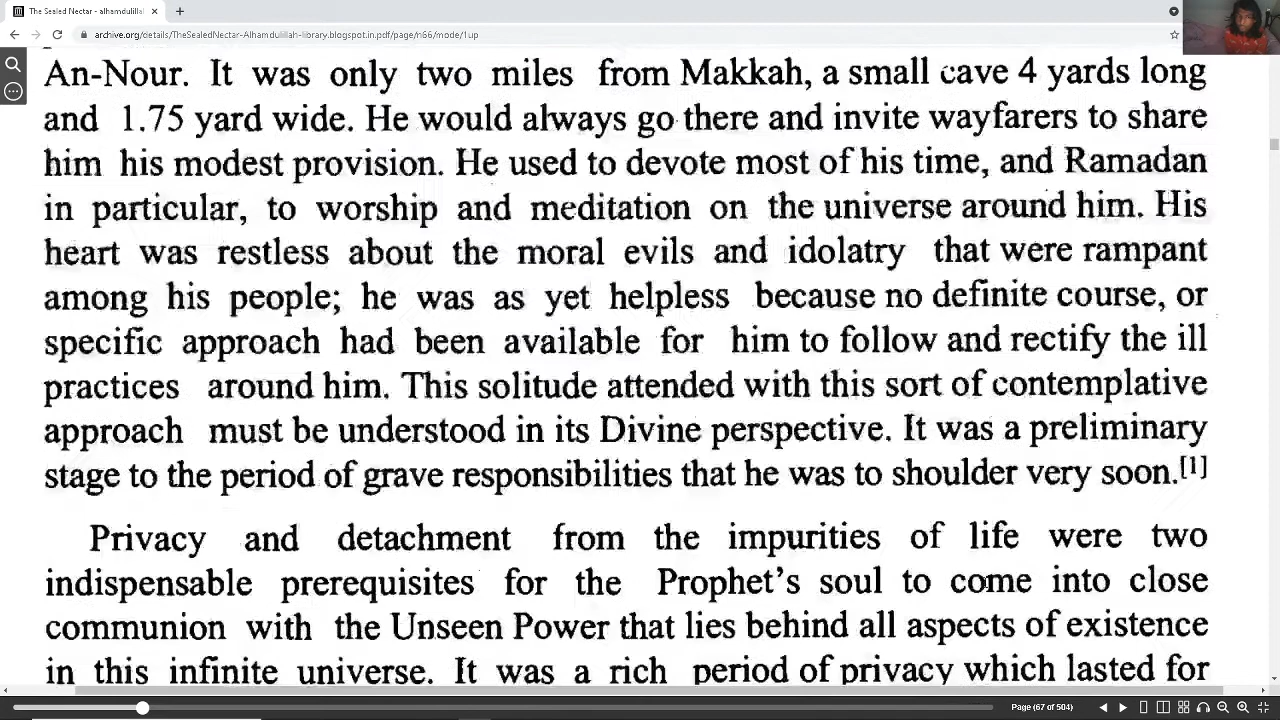 The Sealed Nectar - alhamdulillal
archive.org/details/TheSealedNectar-Alhamdulillah-library.blogspot.in.pdf/page/n66/mode/1up
An-Nour. It was only two miles from Makkah, a small cave 4 yards long
and 1.75 yard wide. He would always go there and invite wayfarers to share
him his modest provision. He used to devote most of his time, and Ramadan
in particular, to worship and meditation on the universe around him. His
heart was restless about the moral evils and idolatry that were rampant
among his people; he was as yet helpless because no definite course, or
specific approach had been available for him to follow and rectify the ill
practices around him. This solitude attended with this sort of contemplative
approach must be understood in its Divine perspective. It was a preliminary
stage to the period of grave responsibilities that he was to shoulder very soon.[1]
Privacy and detachment from the impurities of life were two
indispensable prerequisites for the Prophet's soul to come into close
communion with the Unseen Power that lies behind all aspects of existence
in this infinite universe. It was a rich period of privacy which lasted for
Page (67 of 504)